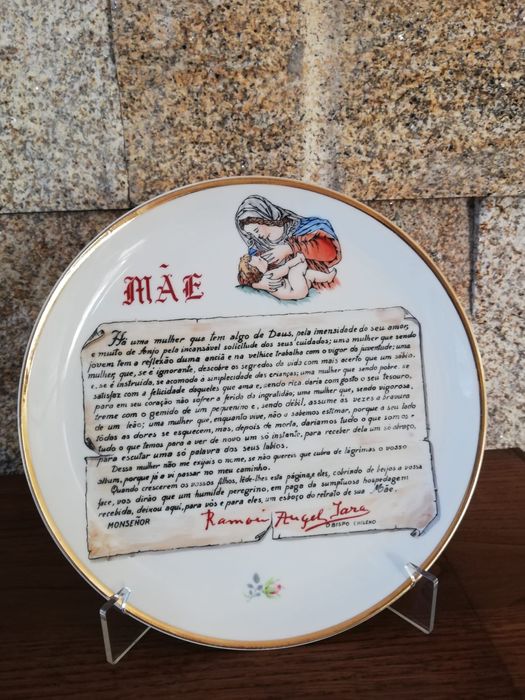 MÃE
Há uma mulher que tem algo de Deus, pela imensidade do seu amor,
e muito de Anjo pela incansável solicitude dos seus cuidados; uma mulher que sendo
jovem tem a reflexão duma anciã e na velhice trabalha com o vigor da juventude; uma
mulher, que, se é ignorante, descobre os segredos da vida com mais acerto que um sábio.
e, se é instruída, se acomoda à simplicidade das crianças; uma mulher que sendo pobre, se
satisfaz com a felicidade daqueles que ama e, sendo rica, daria com gosto o seu tesouro,
para em seu coração não sofrer a ferida da ingratidão; uma mulher que, sendo vigorosa,
treme com o gemido de um pequenino e, sendo débil, assume às vezes a bravura
de um leão; uma mulher que, enquanto vive, não a sabemos estimar, porque a seu lado
todas as dores se esquecem mas, depois de morta, daríamos tudo o que somos e
tudo o que temos para a ver de novo um só instante, para receber dela um só abraço,
para escutar uma só palavra dos seus lábios.
Dessa mulher não me exijais o nome, se não quereis que cubra de lágrimas o vosso
album, porque já a vi passar no meu caminho.
Quando crescerem os vossos filhos, lêde-lhes esta página, e eles, cobrindo de beijos a vossa
face, vos dirão que um humilde peregrino, em paga da sumptuosa hospedagem
recebida, deixou aqui, para vós e para eles, um esboço do retrato de sua Mãe.
MONSEÑOR Ramón Angel Jara
OBISPO CHILENO